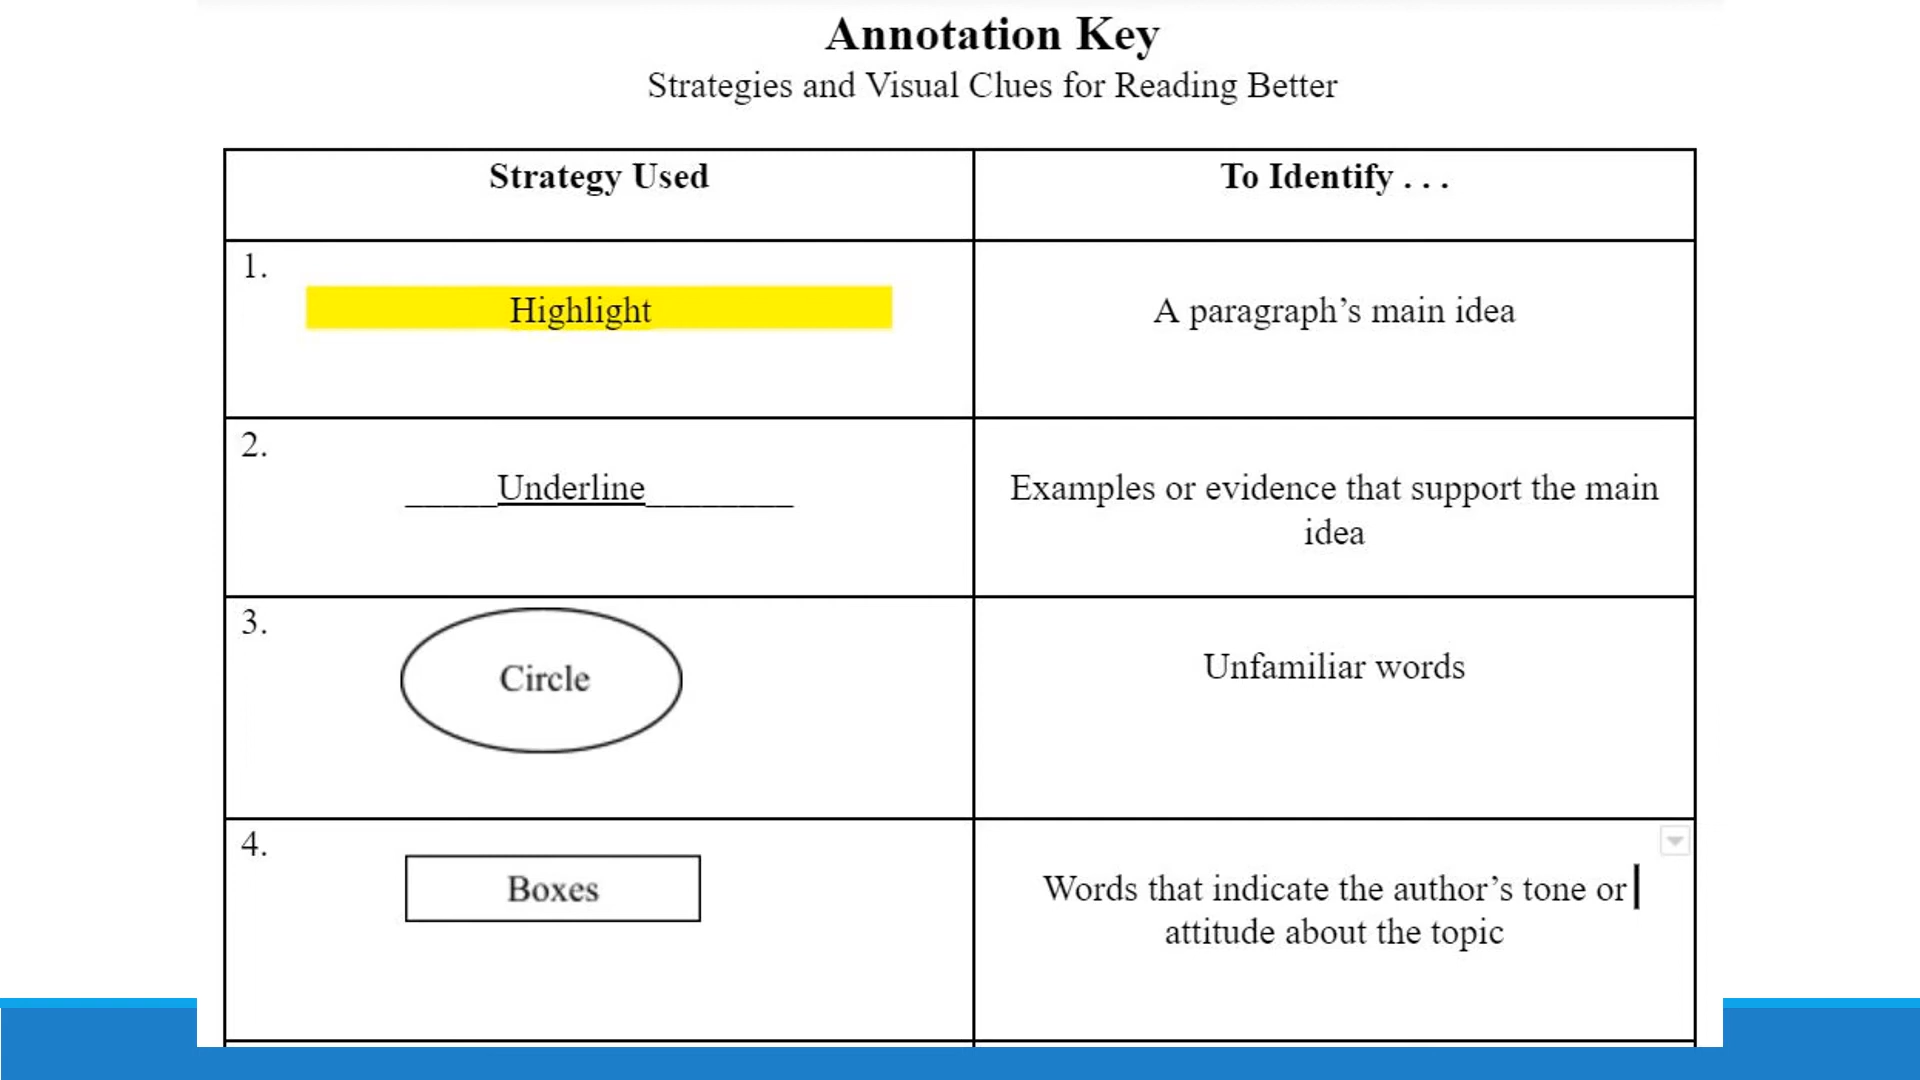 Annotation Key
Strategies and Visual Clues for Reading Better
Strategy Used
To Identify . . .
1.
Highlight
A paragraph’s main idea
2.
_____Underline________
Examples or evidence that support the main
idea
3.
Circle
Unfamiliar words
4.
Boxes
Words that indicate the author’s tone or
attitude about the topic